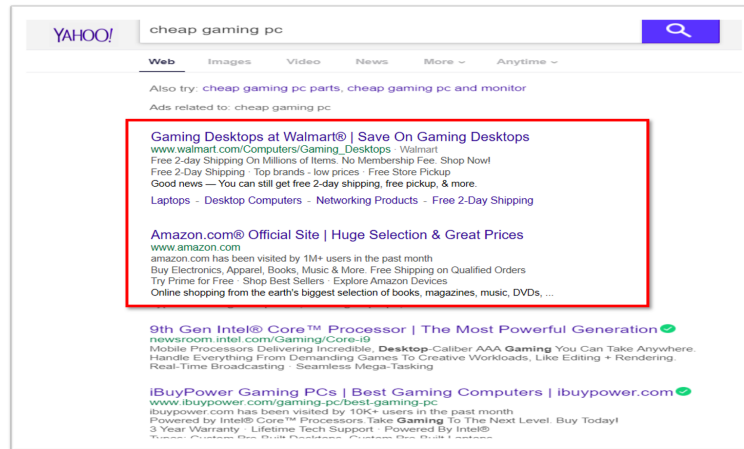 YAHOO!
cheap gaming pc
Web Images Video News More Anytime
Also try: cheap gaming pc parts, cheap gaming pc and monitor
Ads related to: cheap gaming pc
Gaming Desktops at Walmart® | Save On Gaming Desktops
www.walmart.com/Computers/Gaming_Desktops · Walmart
Free 2-day Shipping On Millions of Items. No Membership Fee. Shop Now!
Free 2-Day Shipping · Top brands - low prices · Free Store Pickup
Good news — You can still get free 2-day shipping, free pickup, & more.
Laptops - Desktop Computers - Networking Products - Free 2-Day Shipping
Amazon.com® Official Site | Huge Selection & Great Prices
www.amazon.com
amazon.com has been visited by 1M+ users in the past month
Buy Electronics, Apparel, Books, Music & More. Free Shipping on Qualified Orders
Try Prime for Free · Shop Best Sellers · Explore Amazon Devices
Online shopping from the earth's biggest selection of books, magazines, music, DVDs, ...
9th Gen Intel® Core™ Processor | The Most Powerful Generation
newsroom.intel.com/Gaming/Core-i9
Mobile Processors Delivering Incredible, Desktop-Caliber AAA Gaming You Can Take Anywhere.
Handle Everything From Demanding Games To Creative Workloads, Like Editing + Rendering.
Real-Time Broadcasting · Seamless Mega-Tasking
iBuyPower Gaming PCs | Best Gaming Computers | ibuypower.com
www.ibuypower.com/gaming-pc/best-gaming-pc
ibuypower.com has been visited by 10K+ users in the past month
Powered by Intel® Core™ Processors.Take Gaming To The Next Level. Buy Today!
3 Year Warranty · Lifetime Tech Support · Powered By Intel®